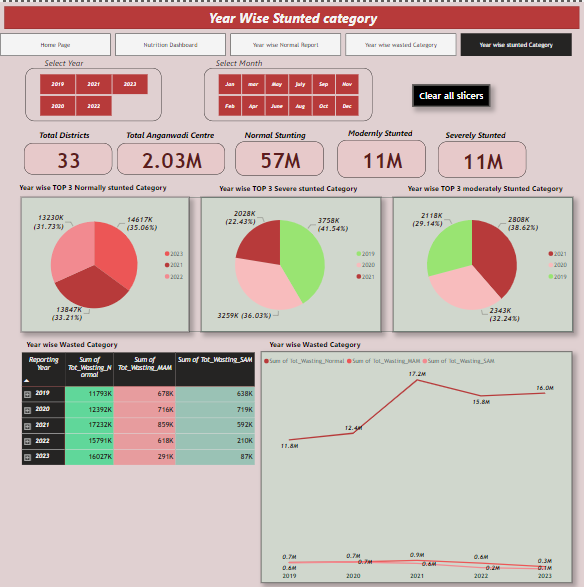 Year Wise Stunted category
Home Page
Nutrition Dashboard
Year wise Normal Report
Year wise wasted Category
Year wise stunted Category
Select Year
2019 2021 2023
2020 2022
Select Month
Jan mar May July Sep Nov
Feb Apr June Aug Oct Dec
Clear all slicers
Total Districts
33
Total Anganwadi Centre
2.03M
Normal Stunting
57M
Modernly Stunted
11M
Severely Stunted
11M
Year wise TOP 3 Normally stunted Category
13230K
(31.73%)
14617K
(35.06%)
13847K
(33.21%)
2023
2021
2022
Year wise TOP 3 Severe stunted Category
2028K
(22.43%)
3758K
(41.54%)
3259K (36.03%)
2019
2020
2021
Year wise TOP 3 moderately Stunted Category
2118K
(29.14%)
2808K
(38.62%)
2343K
(32.24%)
2021
2020
2019
Year wise Wasted Category
Reporting Year Sum of Tot_Wasting_Normal Sum of Tot_Wasting_MAM Sum of Tot_Wasting_SAM
2019 11793K 678K 638K
2020 12392K 716K 719K
2021 17232K 859K 592K
2022 15791K 618K 210K
2023 16027K 291K 87K
Year wise Wasted Category
Sum of Tot_Wasting_Normal Sum of Tot_Wasting_MAM Sum of Tot_Wasting_SAM
11.8M 12.4M 17.2M 15.8M 16.0M
0.7M 0.7M 0.9M 0.6M 0.3M
0.6M 0.7M 0.6M 0.2M 0.1M
2019 2020 2021 2022 2023